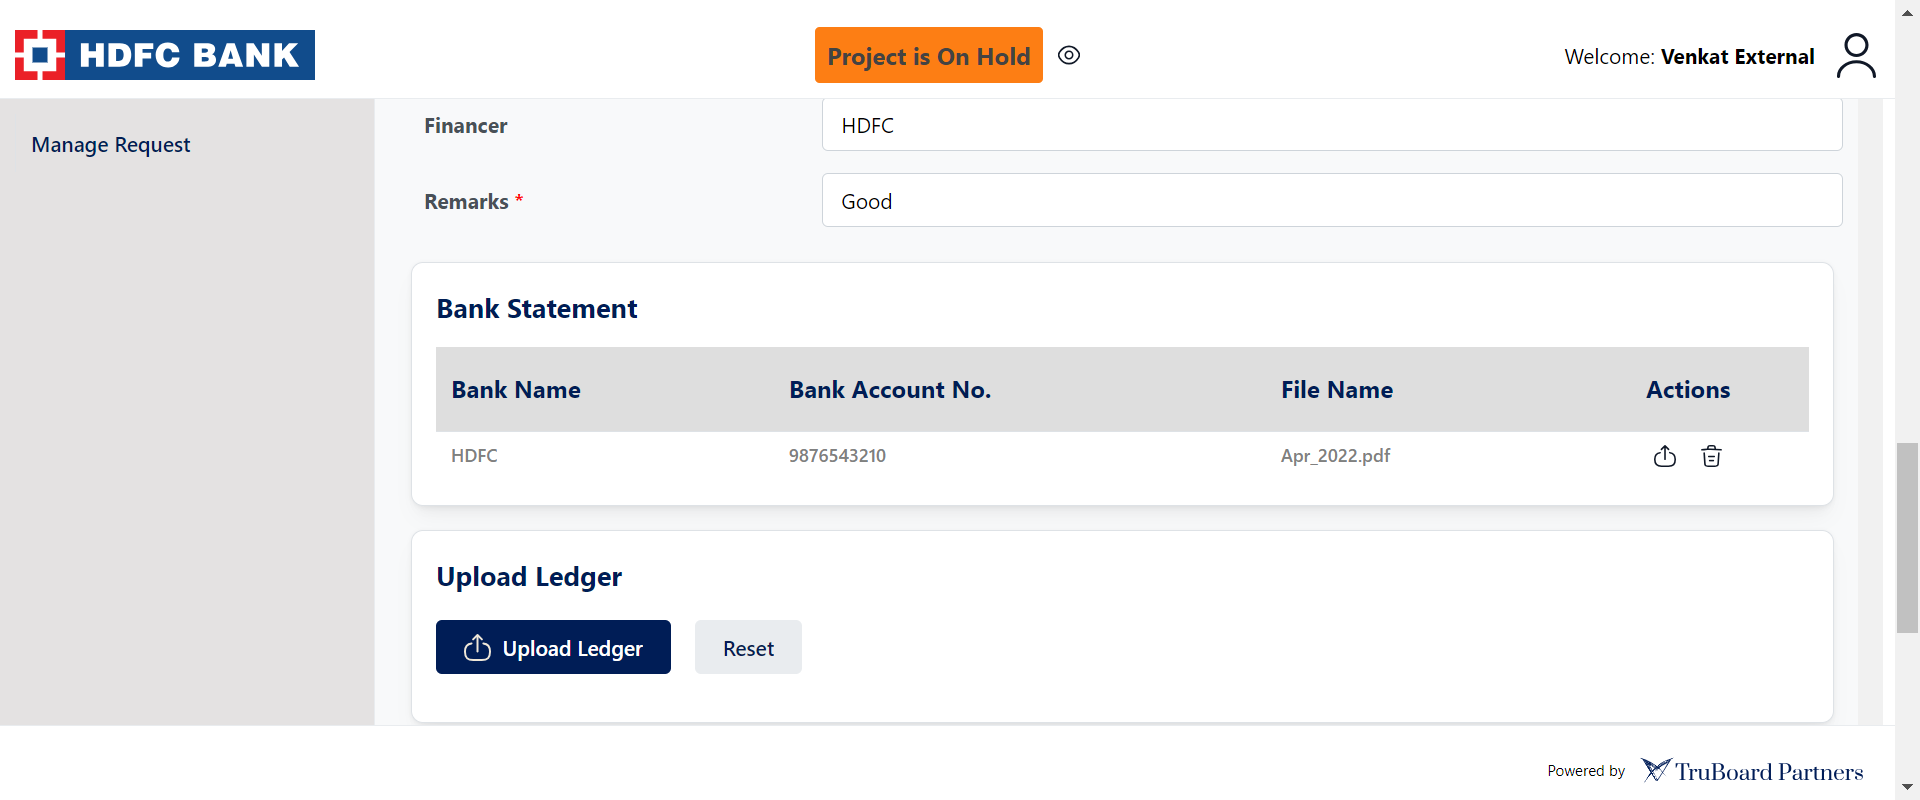 HDFC BANK
Project is On Hold
Welcome: Venkat External
Manage Request
Financer
HDFC
Remarks *
Good
Bank Statement
Bank Name Bank Account No. File Name Actions
HDFC 9876543210 Apr_2022.pdf
Upload Ledger
Upload Ledger Reset
Powered by TruBoard Partners